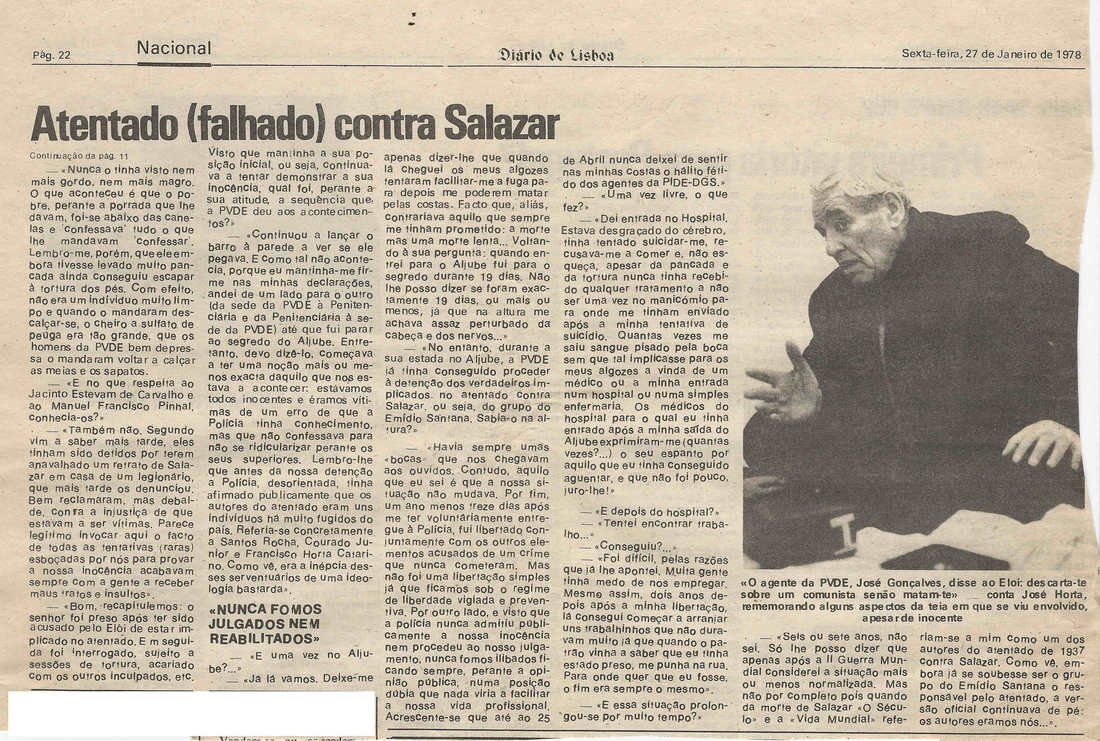 Pág. 22
Nacional
Diário de Lisboa
Sexta-feira, 27 de Janeiro de 1978
Atentado (falhado) contra Salazar
Continuação da pág. 11
— «Nunca o tinha visto nem
mais gordo, nem mais magro.
O que aconteceu é que o po-
bre, perante a porrada que lhe
davam, foi-se abaixo das cane-
las e 'confessava' tudo o que
lhe mandavam 'confessar'.
Lembro-me, porém, que ele em-
bora tivesse levado muito pan-
cada ainda conseguiu escapar
à tortura dos pés. Com efeito,
não era um indivíduo muito lim-
po e quando o mandaram des-
calçar-se, o cheiro a sulfato de
peúga era tão grande, que os
homens da PVDE bem depres-
sa o mandaram voltar a calçar
as meias e os sapatos.
— «E no que respeita ao
Jacinto Estevam de Carvalho e
ao Manuel Francisco Pinhal,
conhecia-os?»
— «Também não. Segundo
vim a saber mais tarde, eles
tinham sido detidos por terem
anavalhado um retrato de Sala-
zar em casa de um legionário,
que mais tarde os denunciou.
Bem reclamaram, mas debal-
de, contra a injustiça de que
estavam a ser vítimas. Parece
legítimo invocar aqui o facto
de todas as tentativas (raras)
esboçadas por nós para provar
a nossa inocência acabavam
sempre com a gente a receber
maus tratos e insultos».
— «Bom, recapitulemos: o
senhor foi preso após ter sido
acusado pelo Elói de estar im-
plicado no atentado. E m segui-
da foi interrogado, sujeito a
sessões de tortura, acariado
com os outros inculpados, etc.
Visto que mantinha a sua po-
sição inicial, ou seja, continua-
va a tentar demonstrar a sua
inocência, qual foi, perante a
sua atitude, a sequência que
a PVDE deu aos acontecimen-
tos?»
— «Continuou a lançar o
barro à parede a ver se ele
pegava. E como tal não aconte-
cia, porque eu mantinha-me fir-
me nas minhas declarações,
andei de um lado para o outro
(da sede da PVDE à Peniten-
ciária e da Penitenciária à se-
de da PVDE) até que fui parar
ao segredo do Aljube. Entre-
tanto, devo dizê-lo, começava
a ter uma noção mais ou me-
nos exacta daquilo que nos es-
tava a acontecer: estávamos
todos inocentes e éramos víti-
mas de um erro de que a
Polícia tinha conhecimento,
mas que não confessava para
não se ridicularizar perante os
seus superiores. Lembro-lhe
que antes da nossa detenção
a Polícia, desorientada, tinha
afirmado publicamente que os
autores do atentado eram uns
indivíduos há muito fugidos do
país. Referia-se concretamente
a Santos Rocha, Courado Ju-
nior e Francisco Horta Catari-
no. Como vê, era a inépcia des-
ses serventuários de uma ideo-
logia bastarda».
«NUNCA FOMOS
JULGADOS NEM
REABILITADOS»
— «E uma vez no Alju-
be?...»
— «Já lá vamos. Deixe-me
apenas dizer-lhe que quando
lá cheguei os meus algozes
tentaram facilitar-me a fuga pa-
ra depois me poderem matar
pelas costas. Facto que, aliás,
contrariava aquilo que sempre
me tinham prometido: a morte
mas uma morte lenta... Voltan-
do à sua pergunta: quando en-
trei para o Aljube fui para o
segredo durante 19 dias. Não
lhe posso dizer se foram exac-
tamente 19 dias, ou mais ou
menos, já que na altura me
achava assaz perturbado da
cabeça e dos nervos...»
— «No entanto, durante a
sua estada no Aljube, a PVDE
já tinha conseguido proceder
à detenção dos verdadeiros im-
plicados. no atentado contra
Salazar, ou seja, do grupo do
Emídio Santana. Sabia-o na al-
tura?»
— «Havia sempre umas
«bocas» que nos chegavam
aos ouvidos. Contudo, aquilo
que eu sei é que a nossa si-
tuação não mudava. Por fim,
um ano menos treze dias após
me ter voluntàriamente entre-
gue à Polícia, fui libertado con-
juntamente com os outros ele-
mentos acusados de um crime
que nunca cometeram. Mas
não foi uma libertação simples
já que ficámos sob o regime
de liberdade vigiada e preven-
tiva. Por outro lado, e visto que
a polícia nunca admitiu publi-
camente a nossa inocência
nem procedeu ao nosso julga-
mento, nunca fomos ilibados fi-
cando sempre, perante a opi-
nião pública, numa posição
dúbia que nada viria a facilitar
a nossa vida profissional.
Acrescente-se que até ao 25
de Abril nunca deixei de sentir
nas minhas costas o hálito féti-
do dos agentes da PIDE-DGS.»
— «Uma vez livre, o que
fez?»
— «Dei entrada no Hospital.
Estava desgraçado do cérebro,
tinha tentado suicidar-me, re-
cusava-me a comer e, não es-
queça, apesar da pancada e
da tortura nunca tinha recebi-
do qualquer tratamento a não
ser uma vez no manicómio pa-
ra onde me tinham enviado
após a minha tentativa de
suicídio. Quantas vezes me
saiu sangue pisado pela boca
sem que tal implicasse para os
meus algozes a vinda de um
médico ou a minha entrada
num hospital ou numa simples
enfermaria. Os médicos do
hospital para o qual eu tinha
entrado após a minha saída do
Aljube exprimiram-me (quantas
vezes?...) o seu espanto por
aquilo que eu tinha conseguido
aguentar, e que não foi pouco,
juro-lhe!»
— «E depois do hospital?»
— «Tentei encontrar traba-
lho...»
— «Conseguiu?...»
— «Foi difícil, pelas razões
que já lhe apontei. Muita gente
tinha medo de nos empregar.
Mesmo assim, dois anos de-
pois após a minha libertação,
lá consegui começar a arranjar
uns trabalhinhos que não dura-
vam muito já que quando o pa-
trão vinha a saber que eu tinha
estado preso, me punha na rua.
Para onde quer que eu fosse,
o fim era sempre o mesmo».
— «E essa situação prolon-
gou-se por muito tempo?»
«O agente da PVDE, José Gonçalves, disse ao Eloi: descarta-te
sobre um comunista senão matam-te» — conta José Horta,
rememorando alguns aspectos da teia em que se viu envolvido,
apesar de inocente
— «Seis ou sete anos, não
sei. Só lhe posso dizer que
apenas após a II Guerra Mun-
dial considerei a situação mais
ou menos normalizada. Mas
não por completo pois quando
da morte de Salazar «O Sécu-
lo» e a «Vida Mundial» refe-
riam-se a mim como um dos
autores do atentado de 1937
contra Salazar. Como vê, em-
bora já se soubesse ser o gru-
po do Emídio Santana o respon-
sável pelo atentado, a ver-
são oficial continuava de pé:
os autores eramos nós...».